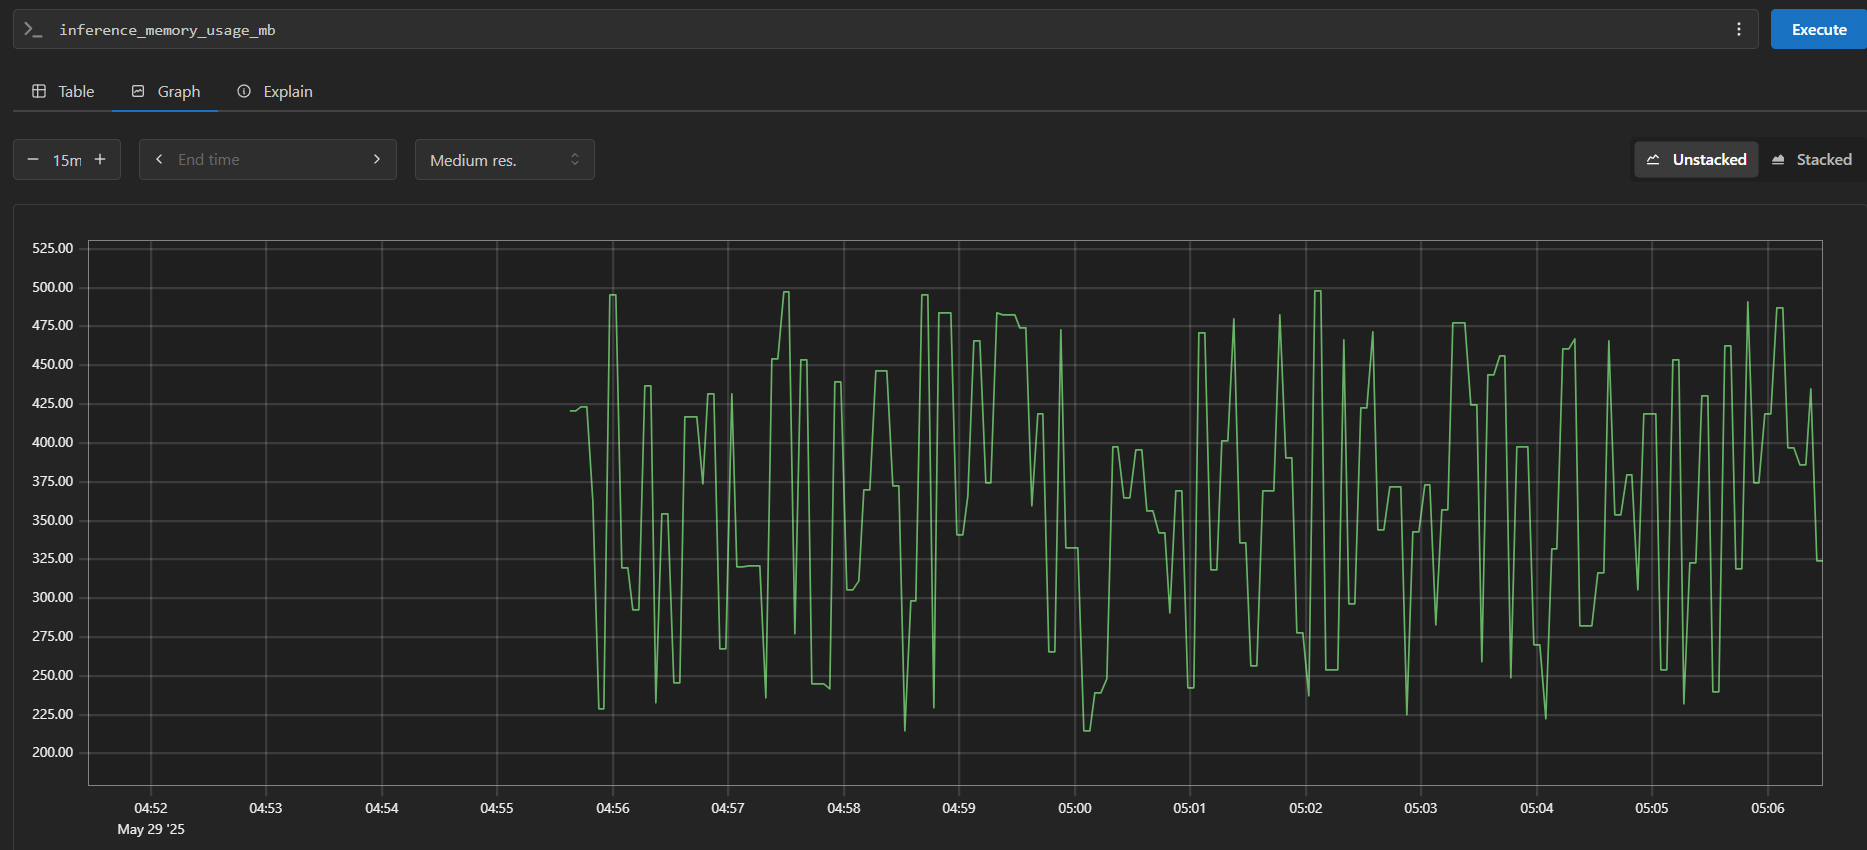 inference_memory_usage_mb
Execute
Table
Graph
Explain
15m
End time
Medium res.
Unstacked
Stacked
525.00
500.00
475.00
450.00
425.00
400.00
375.00
350.00
325.00
300.00
275.00
250.00
225.00
200.00
04:52 04:53 04:54 04:55 04:56 04:57 04:58 04:59 05:00 05:01 05:02 05:03 05:04 05:05 05:06
May 29 '25